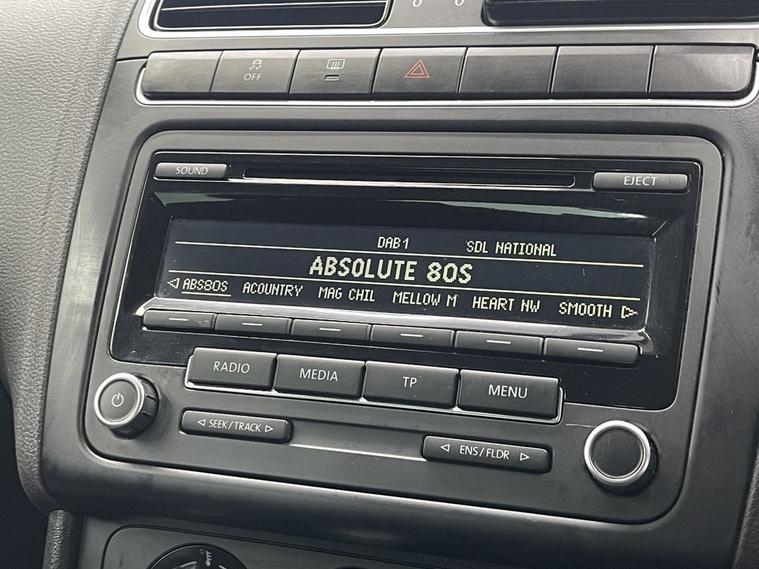 OFF
SOUND
EJECT
DAB1 SDL NATIONAL
ABSOLUTE 80S
ABS80S ACOUNTRY MAG CHIL MELLOW M HEART NW SMOOTH
RADIO MEDIA TP MENU
SEEK/TRACK
ENS/FLDR